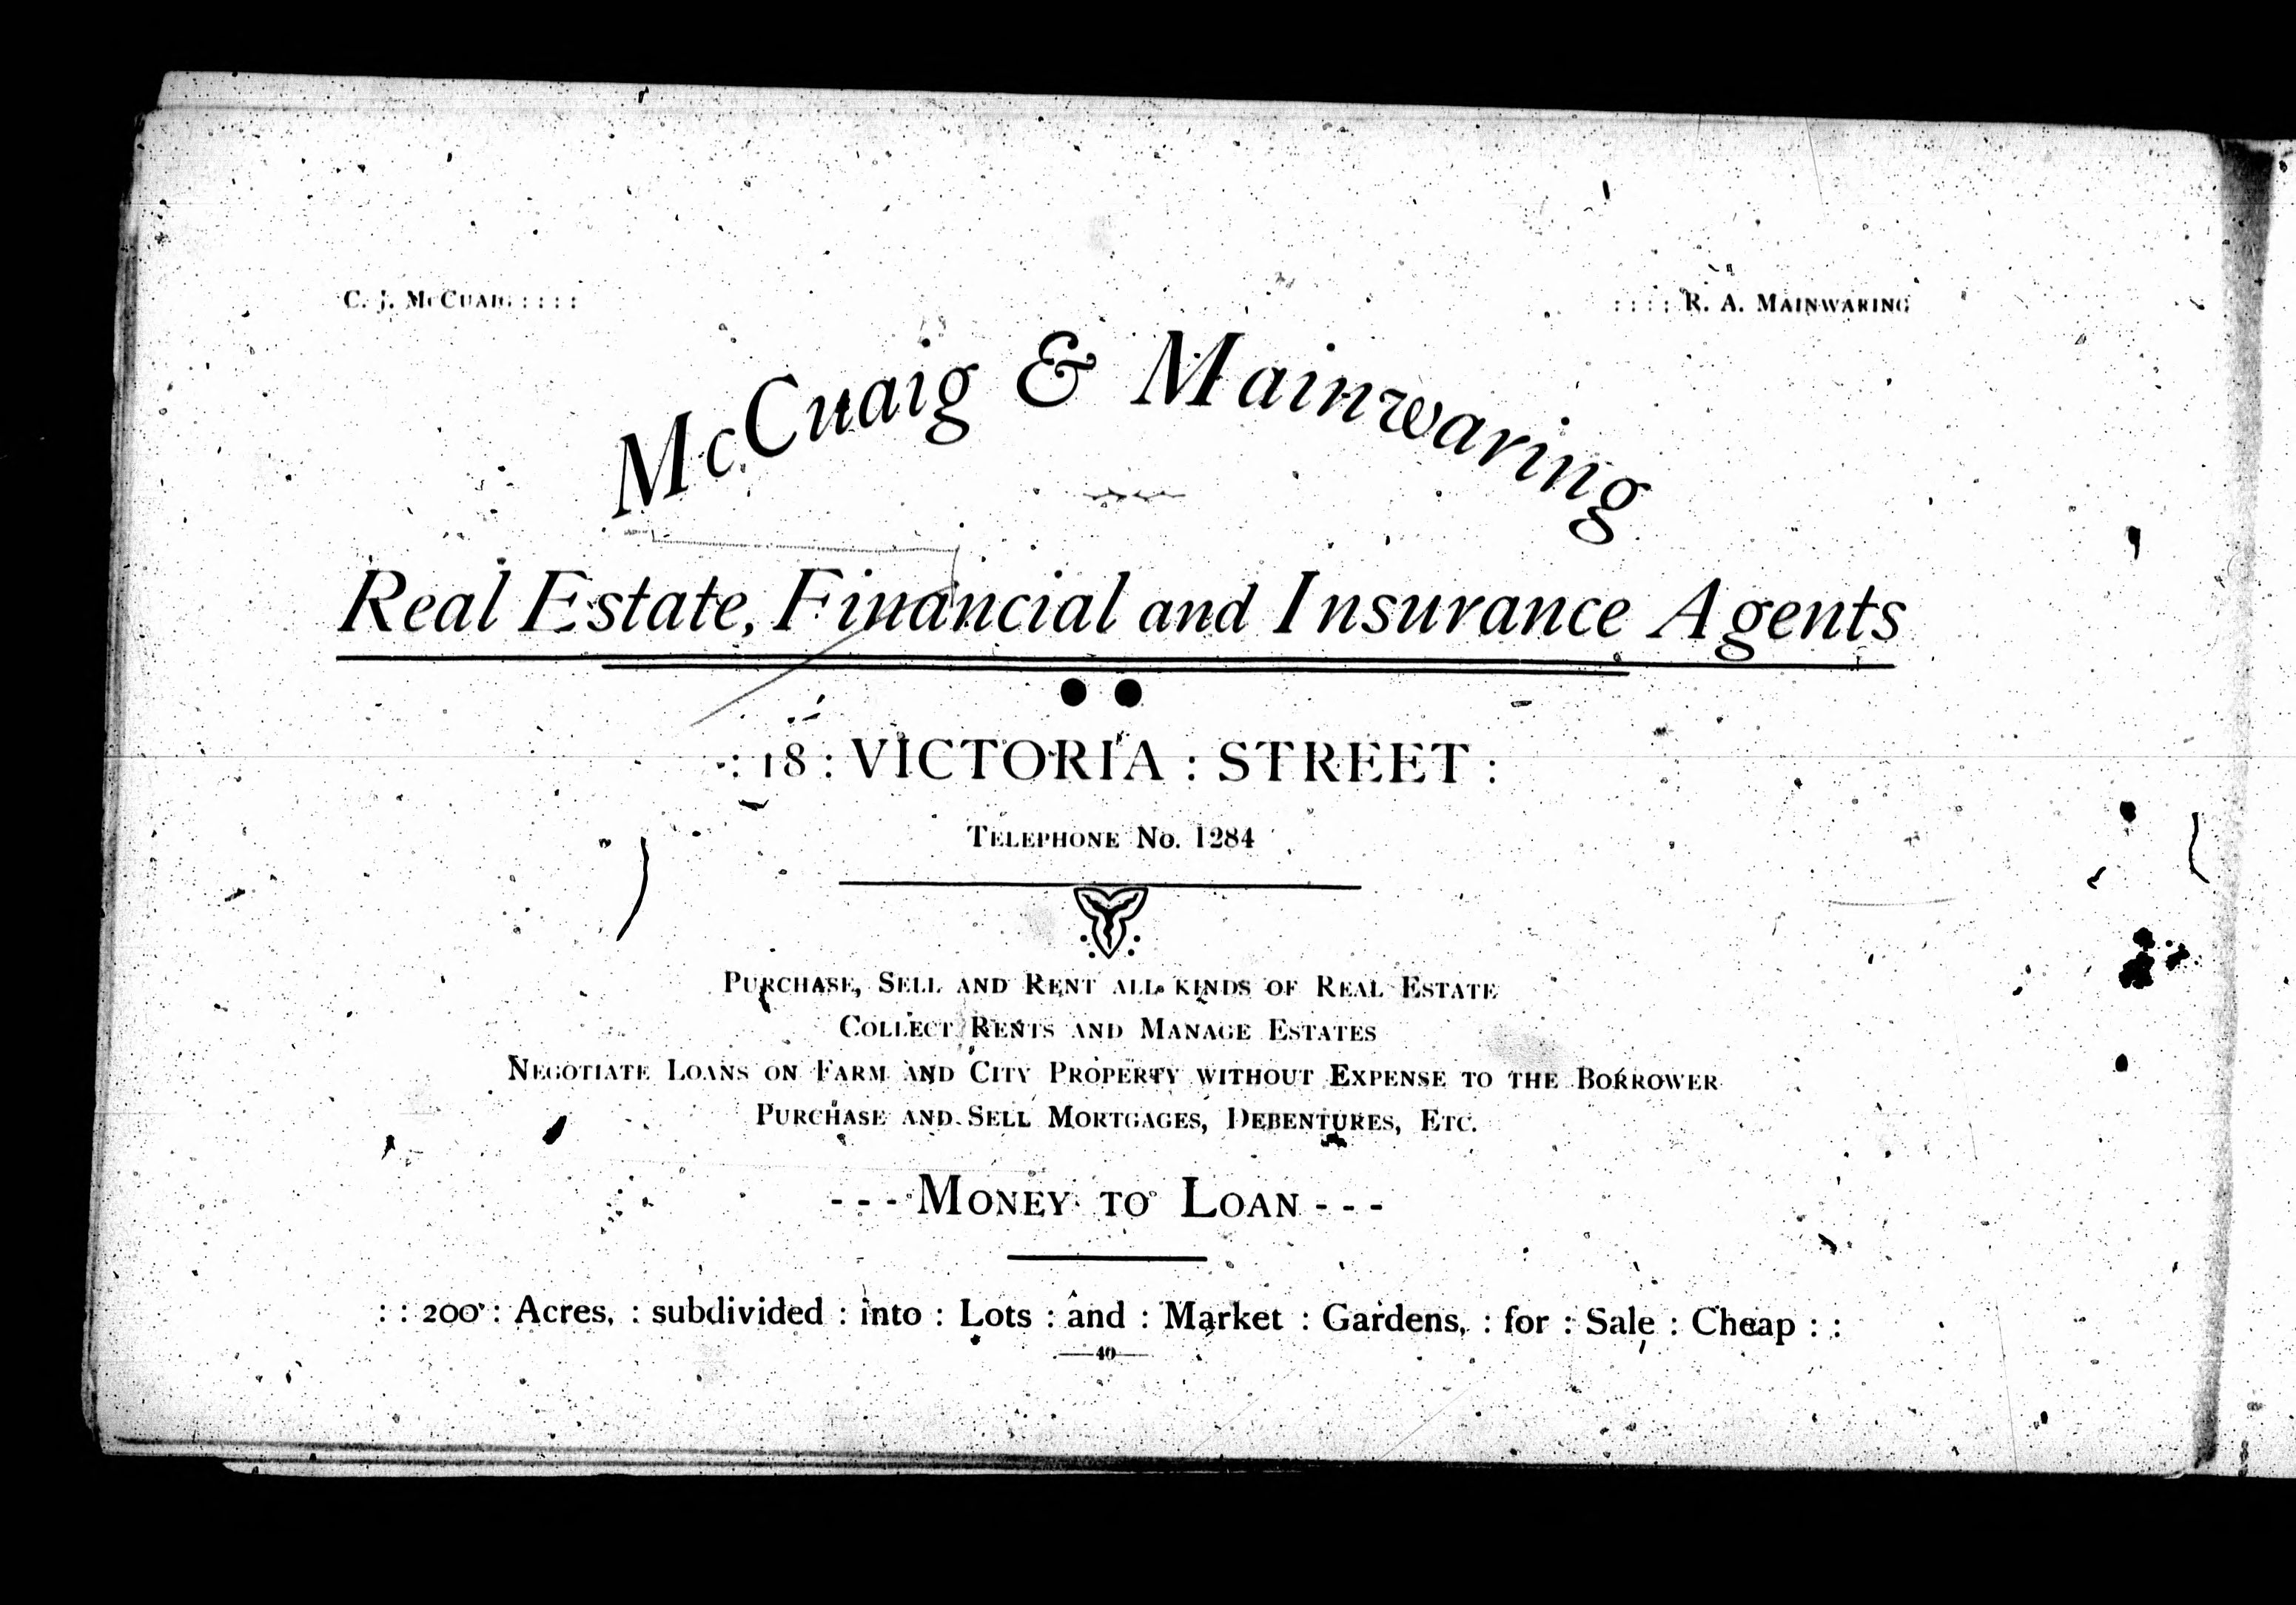 C. J. McCuaig : : : :
: : : : R. A. Mainwaring
McCuaig & Mainwaring
Real Estate, Financial and Insurance Agents
: 18 : VICTORIA : STREET :
Telephone No. 1284
Purchase, Sell and Rent all kinds of Real Estate
Collect Rents and Manage Estates
Negotiate Loans on Farm and City Property without Expense to the Borrower
Purchase and Sell Mortgages, Debentures, Etc.
- - - Money to Loan - - -
: : 200 : Acres, : subdivided : into : Lots : and : Market : Gardens, : for : Sale : Cheap : :
—40—